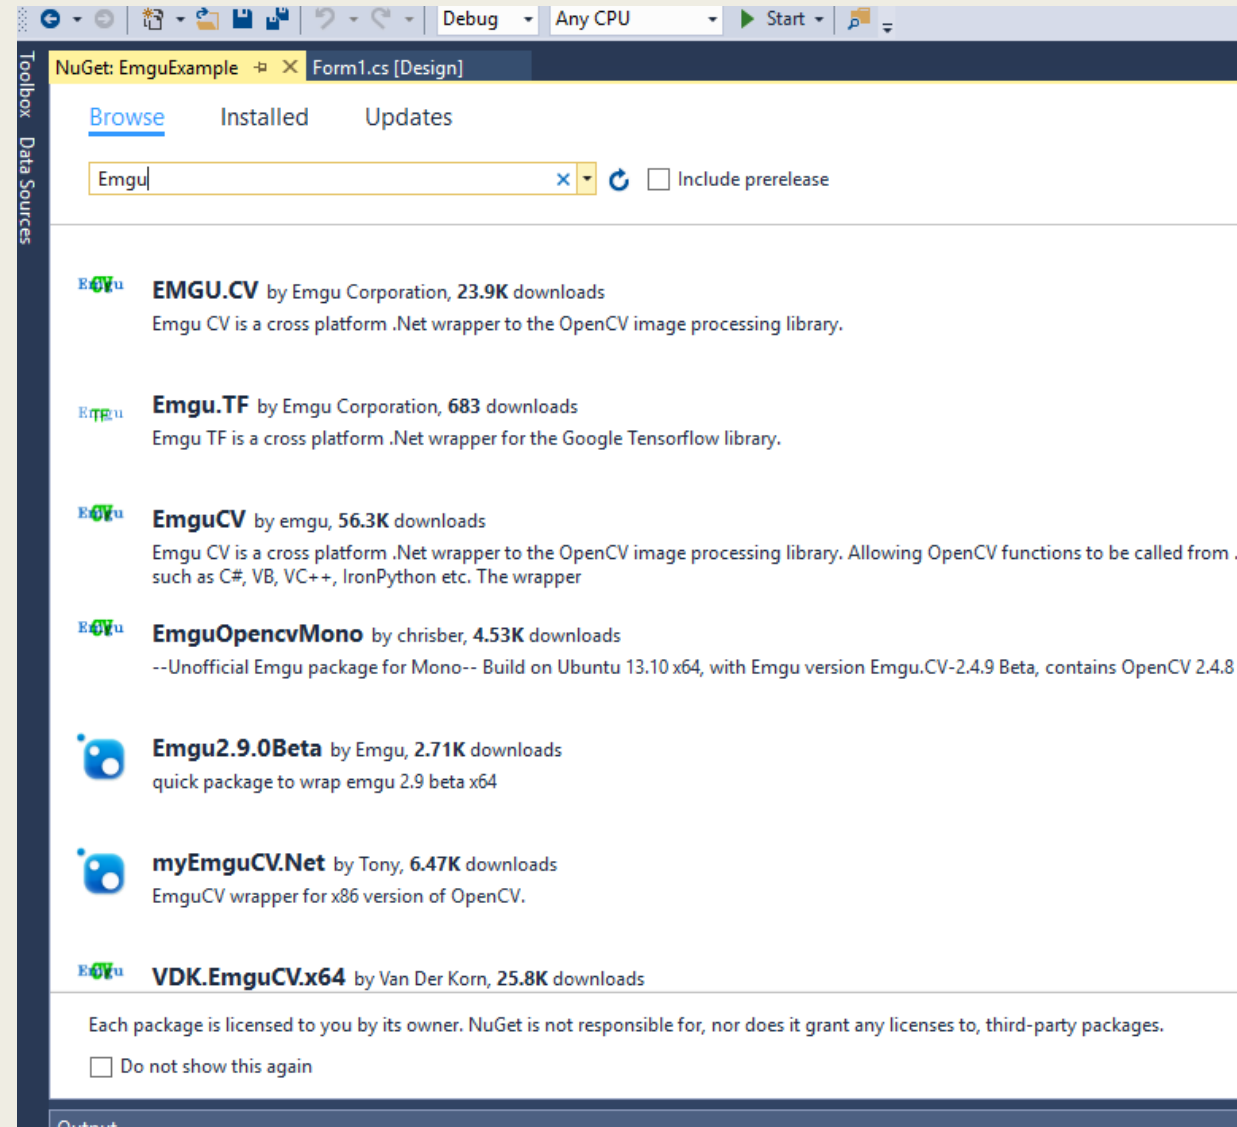 Debug
Any CPU
Start
Toolbox
Data Sources
NuGet: EmguExample
Form1.cs [Design]
Browse Installed Updates
Emgu
Include prerelease
EMGU.CV by Emgu Corporation, 23.9K downloads
Emgu CV is a cross platform .Net wrapper to the OpenCV image processing library.
Emgu.TF by Emgu Corporation, 683 downloads
Emgu TF is a cross platform .Net wrapper for the Google Tensorflow library.
EmguCV by emgu, 56.3K downloads
Emgu CV is a cross platform .Net wrapper to the OpenCV image processing library. Allowing OpenCV functions to be called from .
such as C#, VB, VC++, IronPython etc. The wrapper
EmguOpencvMono by chrisber, 4.53K downloads
--Unofficial Emgu package for Mono-- Build on Ubuntu 13.10 x64, with Emgu version Emgu.CV-2.4.9 Beta, contains OpenCV 2.4.8
Emgu2.9.0Beta by Emgu, 2.71K downloads
quick package to wrap emgu 2.9 beta x64
myEmguCV.Net by Tony, 6.47K downloads
EmguCV wrapper for x86 version of OpenCV.
VDK.EmguCV.x64 by Van Der Korn, 25.8K downloads
Each package is licensed to you by its owner. NuGet is not responsible for, nor does it grant any licenses to, third-party packages.
Do not show this again
Output